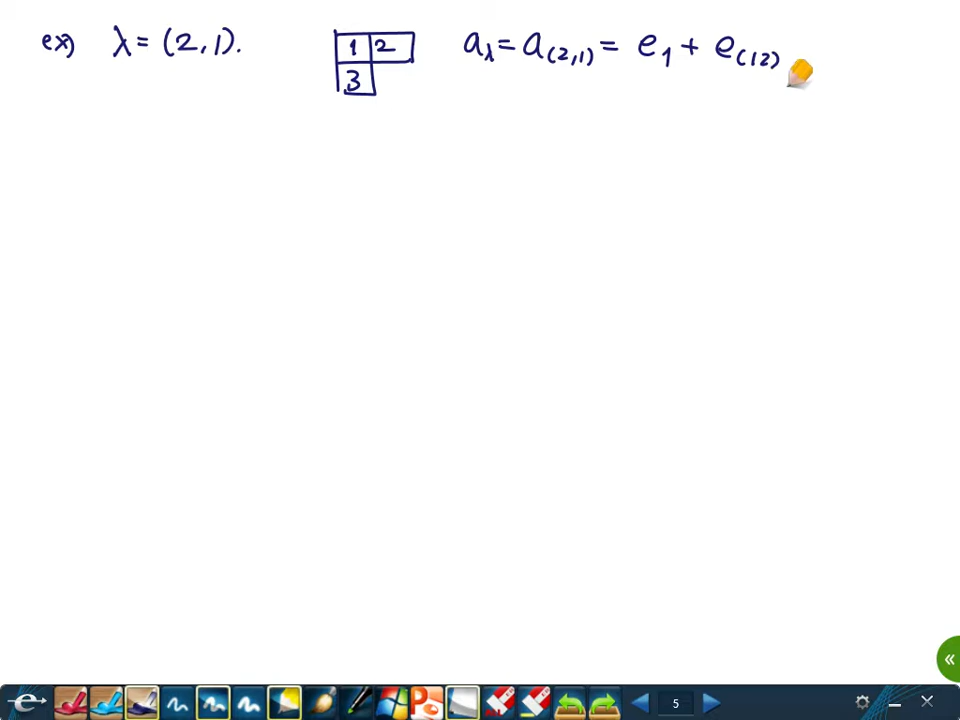 ex) λ = (2,1). 1 2 a_λ = a_(2,1) = e_1 + e_(12)
3
5